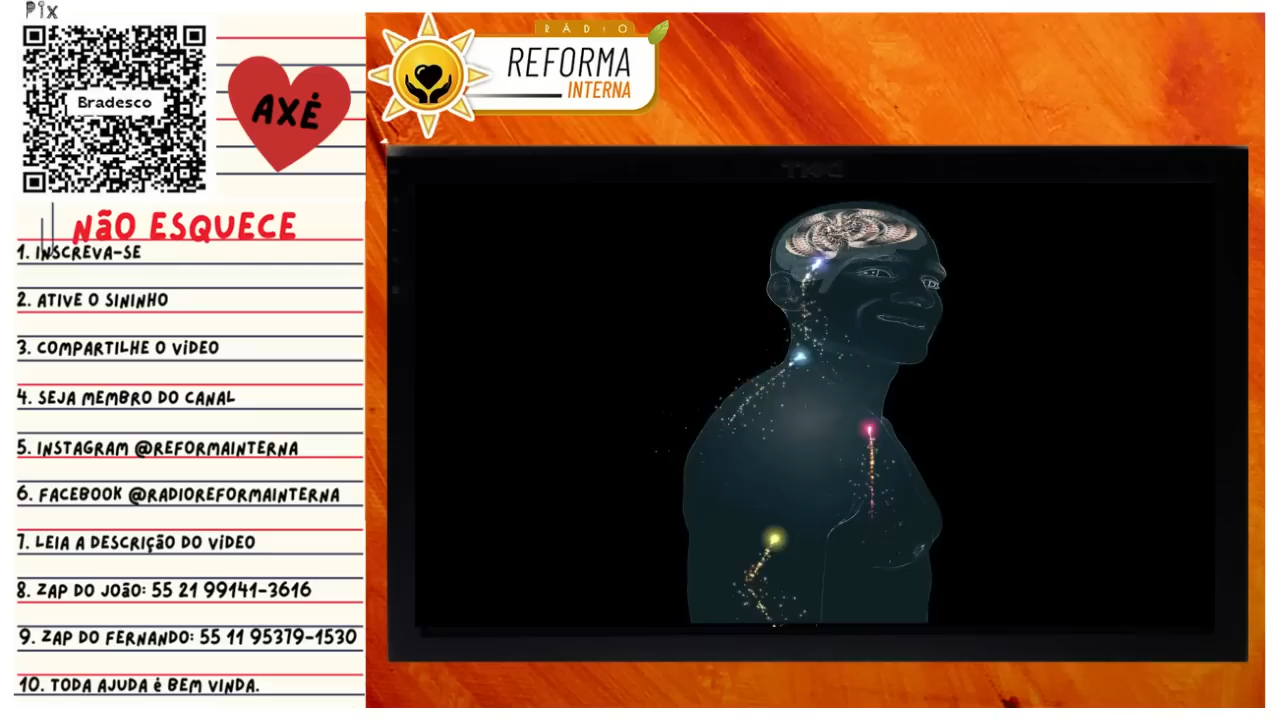 Pix
Bradesco
AXÉ
NÃO ESQUECE
1. INSCREVA-SE
2. ATIVE O SININHO
3. COMPARTILHE O VÍDEO
4. SEJA MEMBRO DO CANAL
5. INSTAGRAM @REFORMAINTERNA
6. FACEBOOK @RADIOREFORMAINTERNA
7. LEIA A DESCRIÇÃO DO VÍDEO
8. ZAP DO JOÃO: 55 21 99141-3616
9. ZAP DO FERNANDO: 55 11 95379-1530
10. TODA AJUDA É BEM VINDA.
RÁDIO
REFORMA
INTERNA